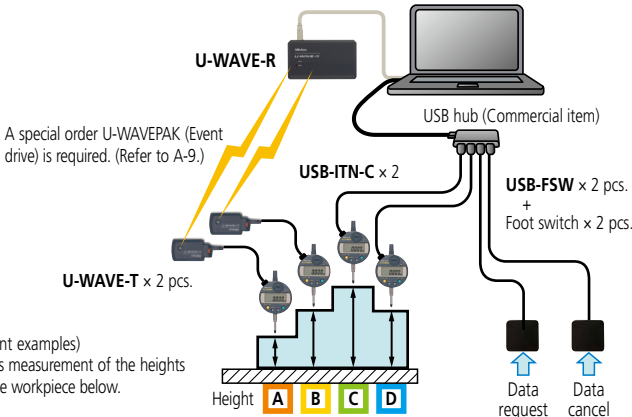 U-WAVE-R
A special order U-WAVEPAK (Event
drive) is required. (Refer to A-9.)
USB hub (Commercial item)
USB-ITN-C × 2
USB-FSW × 2 pcs.
+
Foot switch × 2 pcs.
U-WAVE-T × 2 pcs.
nt examples)
s measurement of the heights
e workpiece below.
Height A B C D
Data
request
Data
cancel